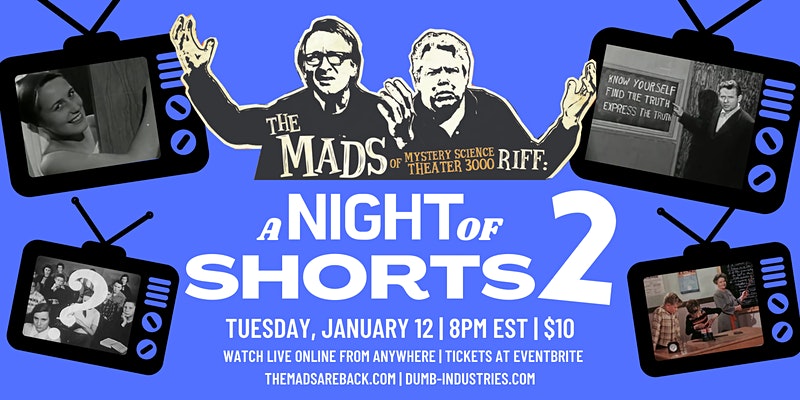 THE
MADS
OF MYSTERY SCIENCE
THEATER 3000
RIFF:
KNOW YOURSELF
FIND THE TRUTH
EXPRESS THE TRUTH
A NIGHT OF
SHORTS 2
2
TUESDAY, JANUARY 12 | 8PM EST | $10
WATCH LIVE ONLINE FROM ANYWHERE | TICKETS AT EVENTBRITE
THEMADSAREBACK.COM | DUMB-INDUSTRIES.COM